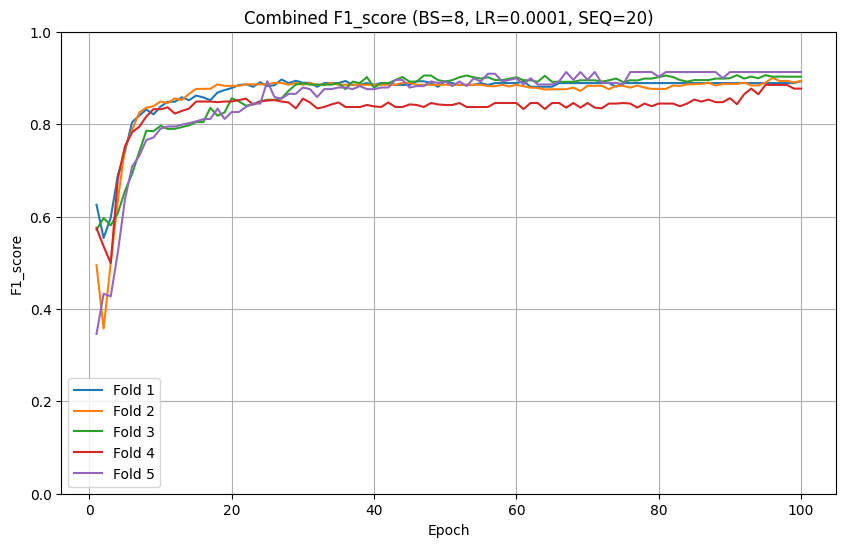 Combined F1_score (BS=8, LR=0.0001, SEQ=20)
1.0
0.8
0.6
0.4
0.2
0.0
F1_score
Fold 1
Fold 2
Fold 3
Fold 4
Fold 5
0 20 40 60 80 100
Epoch